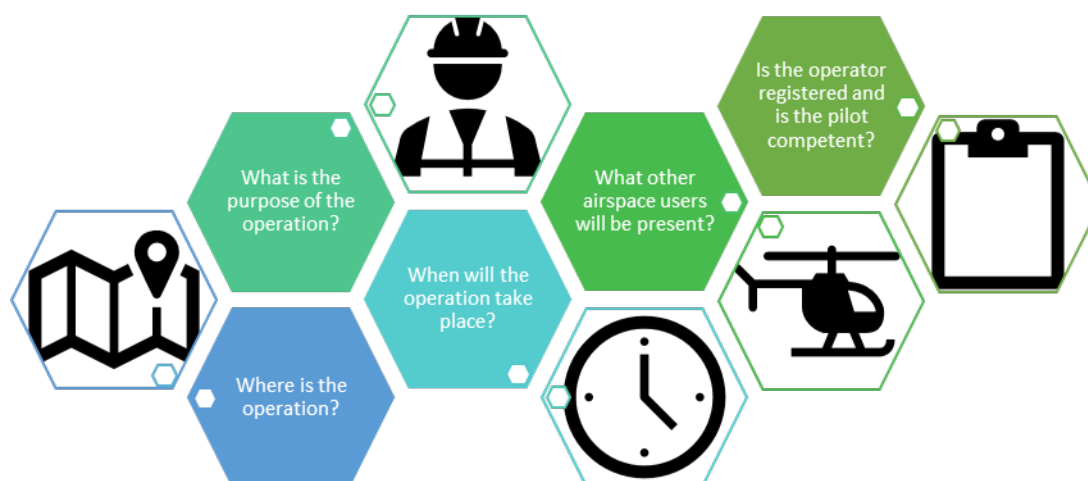 Where is the
operation?
What is the
purpose of the
operation?
When will the
operation take
place?
What other
airspace users
will be present?
Is the operator
registered and
is the pilot
competent?